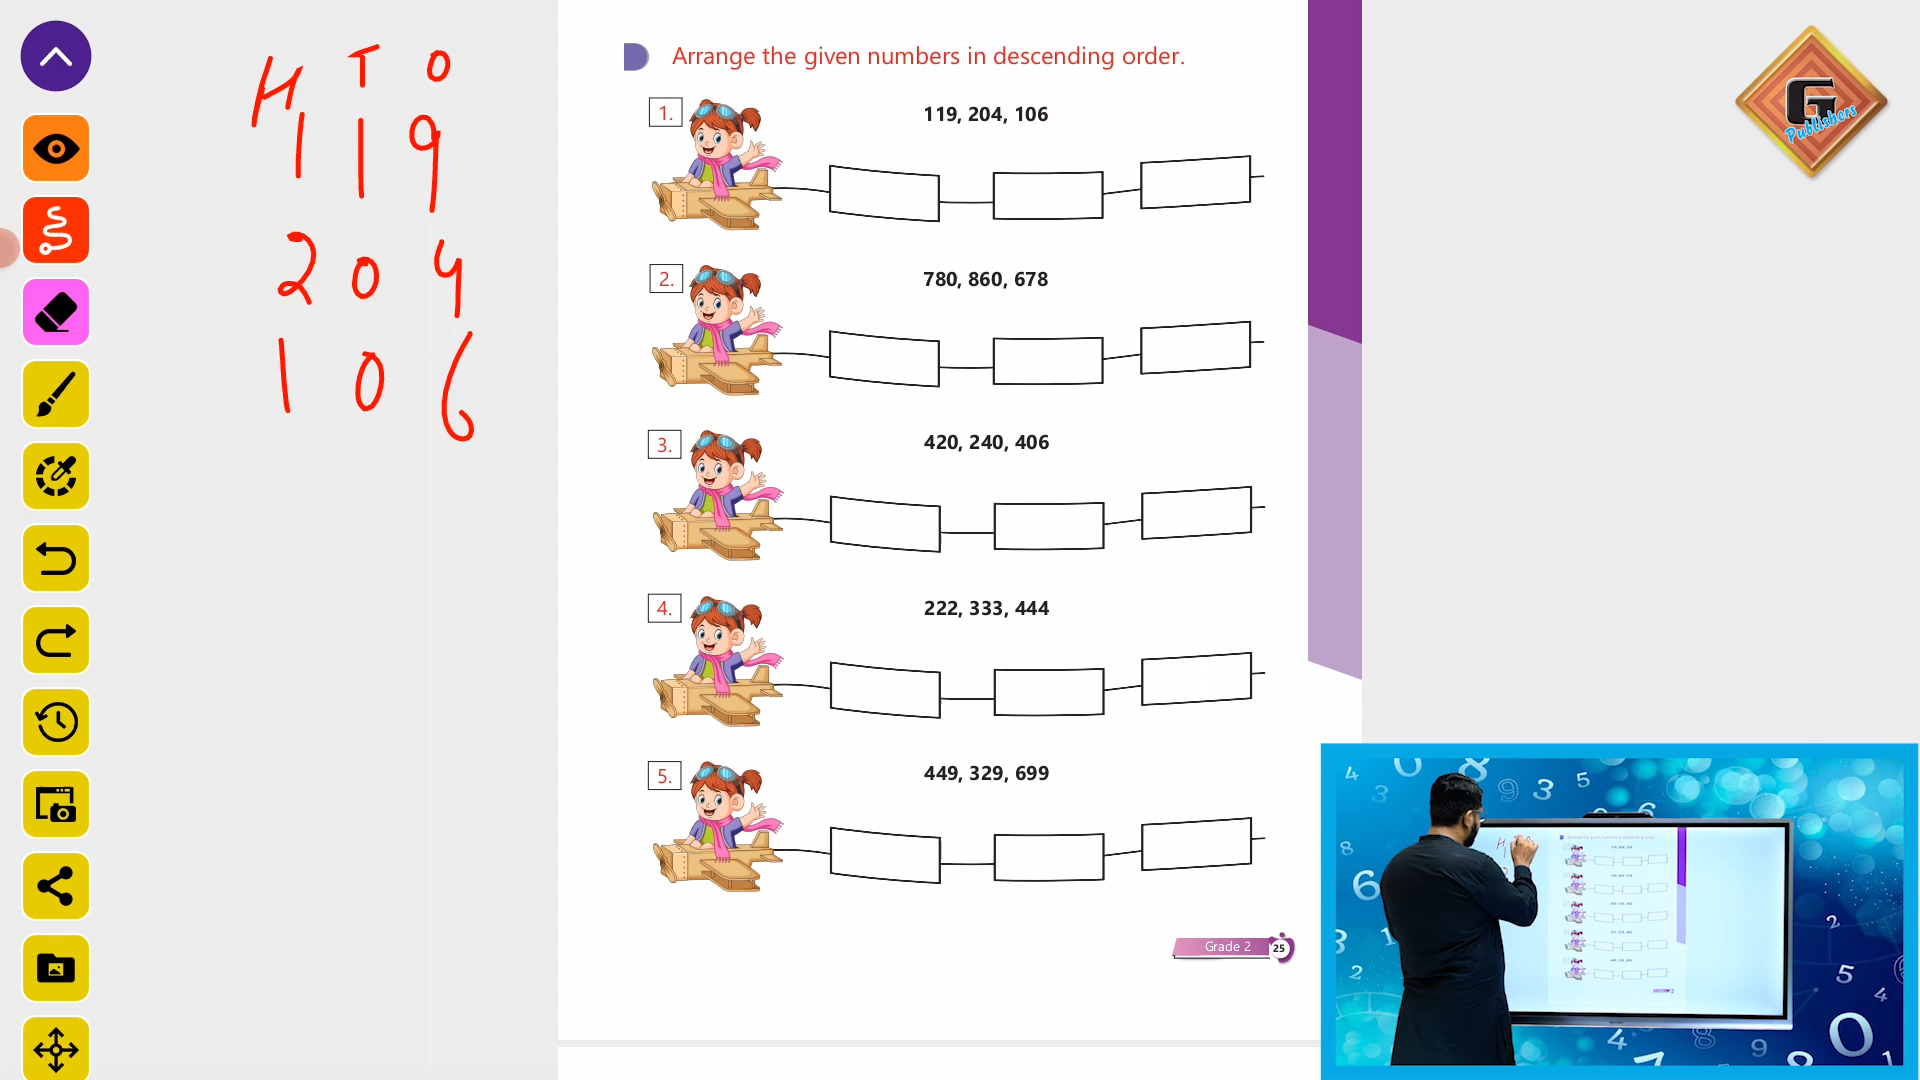 H T O
1 1 9
2 0 4
1 0 6
Arrange the given numbers in descending order.
1.
119, 204, 106
2.
780, 860, 678
3.
420, 240, 406
4.
222, 333, 444
5.
449, 329, 699
Grade 2 25
G
Publishers